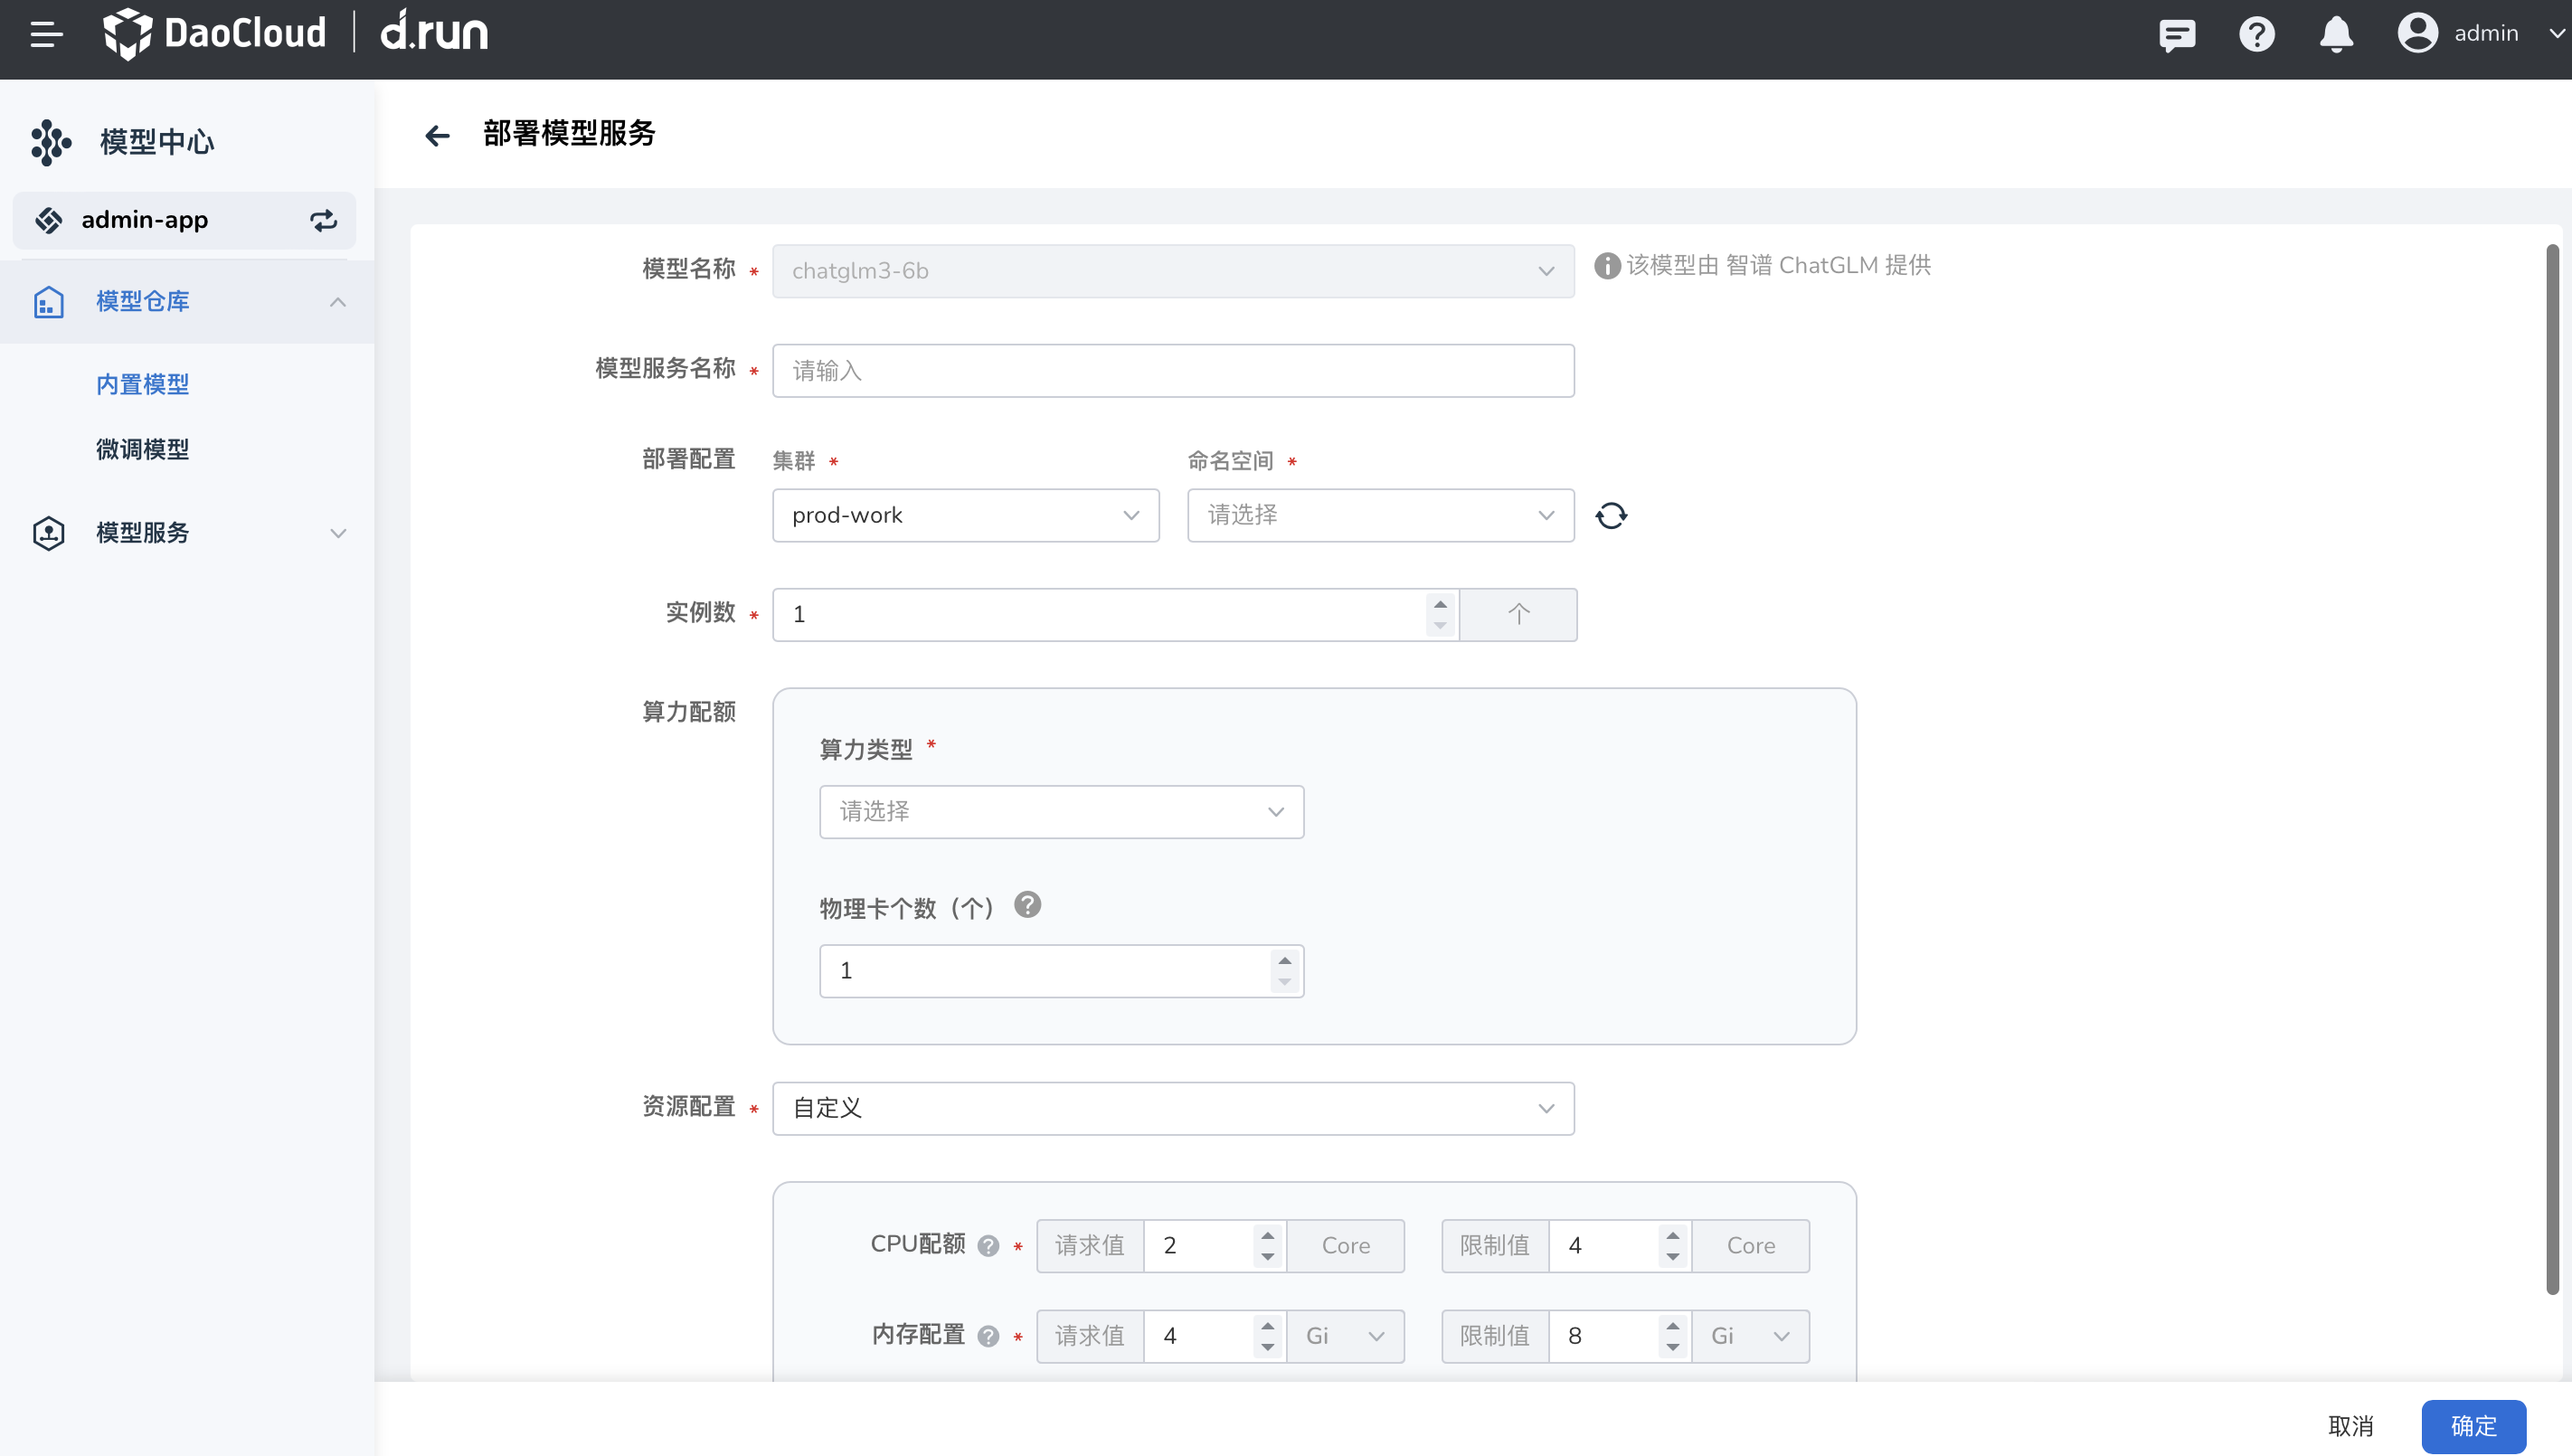 DaoCloud | d.run
admin
模型中心
admin-app
模型仓库
内置模型
微调模型
模型服务
部署模型服务
模型名称 * chatglm3-6b 该模型由 智谱 ChatGLM 提供
模型服务名称 * 请输入
部署配置 集群 * 命名空间 *
prod-work 请选择
实例数 * 1 个
算力配额
算力类型 *
请选择
物理卡个数（个）
1
资源配置 * 自定义
CPU配额 * 请求值 2 Core 限制值 4 Core
内存配置 * 请求值 4 Gi 限制值 8 Gi
取消 确定